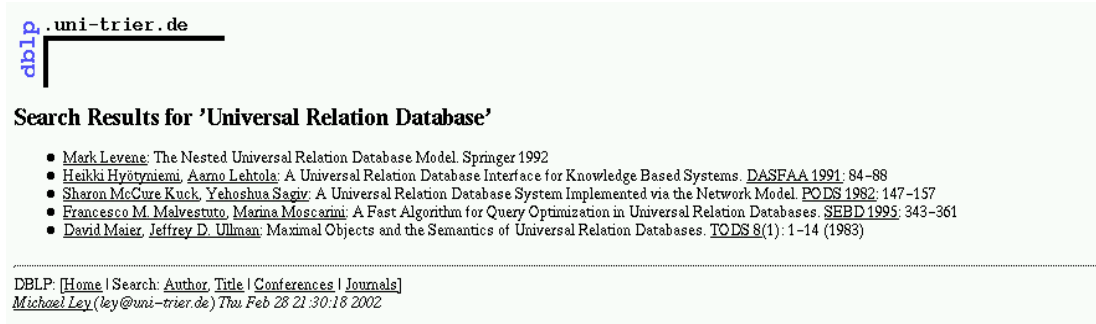 dblp
.uni-trier.de
Search Results for 'Universal Relation Database'
Mark Levene: The Nested Universal Relation Database Model. Springer 1992
Heikki Hyötyniemi, Aarno Lehtola: A Universal Relation Database Interface for Knowledge Based Systems. DASFAA 1991: 84-88
Sharon McCure Kuck, Yehoshua Sagiv: A Universal Relation Database System Implemented via the Network Model. PODS 1982: 147-157
Francesco M. Malvestuto, Marina Moscarini: A Fast Algorithm for Query Optimization in Universal Relation Databases. SEBD 1995: 343-361
David Maier, Jeffrey D. Ullman: Maximal Objects and the Semantics of Universal Relation Databases. TODS 8(1): 1-14 (1983)
DBLP: [Home | Search: Author, Title | Conferences | Journals]
Michael Ley (ley@uni-trier.de) Thu Feb 28 21:30:18 2002